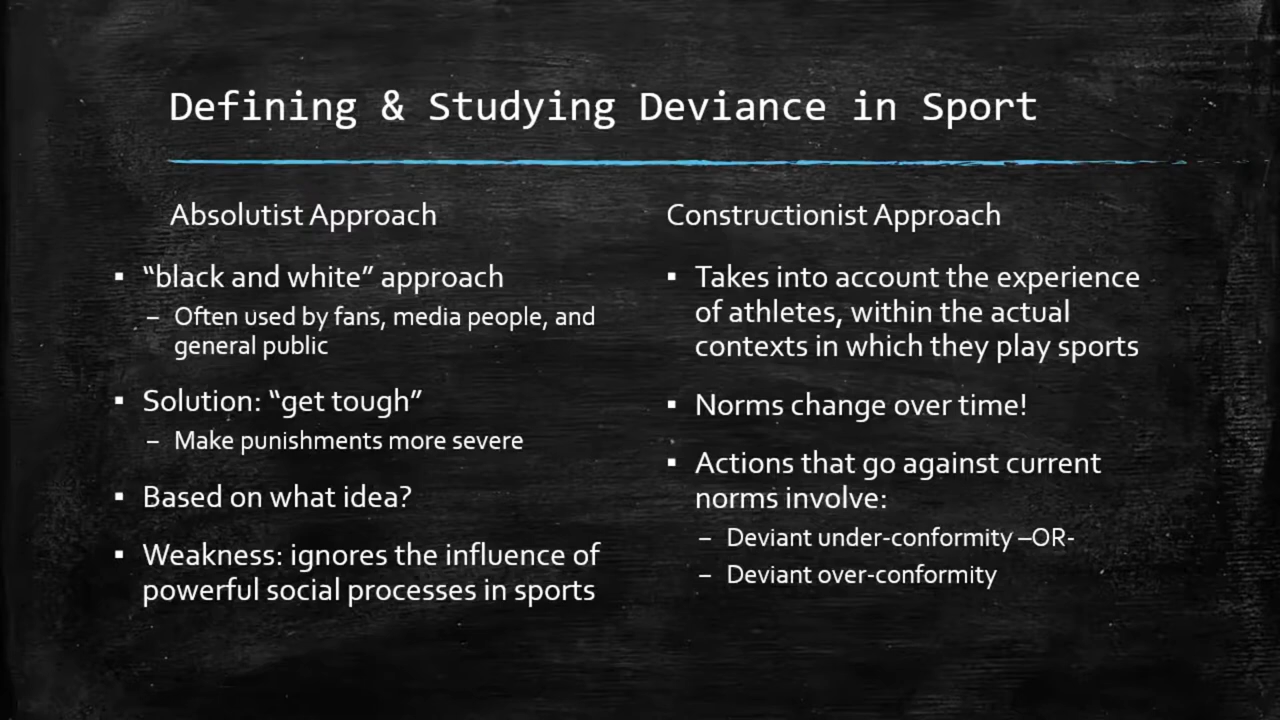 Defining & Studying Deviance in Sport
Absolutist Approach
▪ “black and white” approach
– Often used by fans, media people, and
general public
▪ Solution: “get tough”
– Make punishments more severe
▪ Based on what idea?
▪ Weakness: ignores the influence of
powerful social processes in sports
Constructionist Approach
▪ Takes into account the experience
of athletes, within the actual
contexts in which they play sports
▪ Norms change over time!
▪ Actions that go against current
norms involve:
– Deviant under-conformity –OR-
– Deviant over-conformity